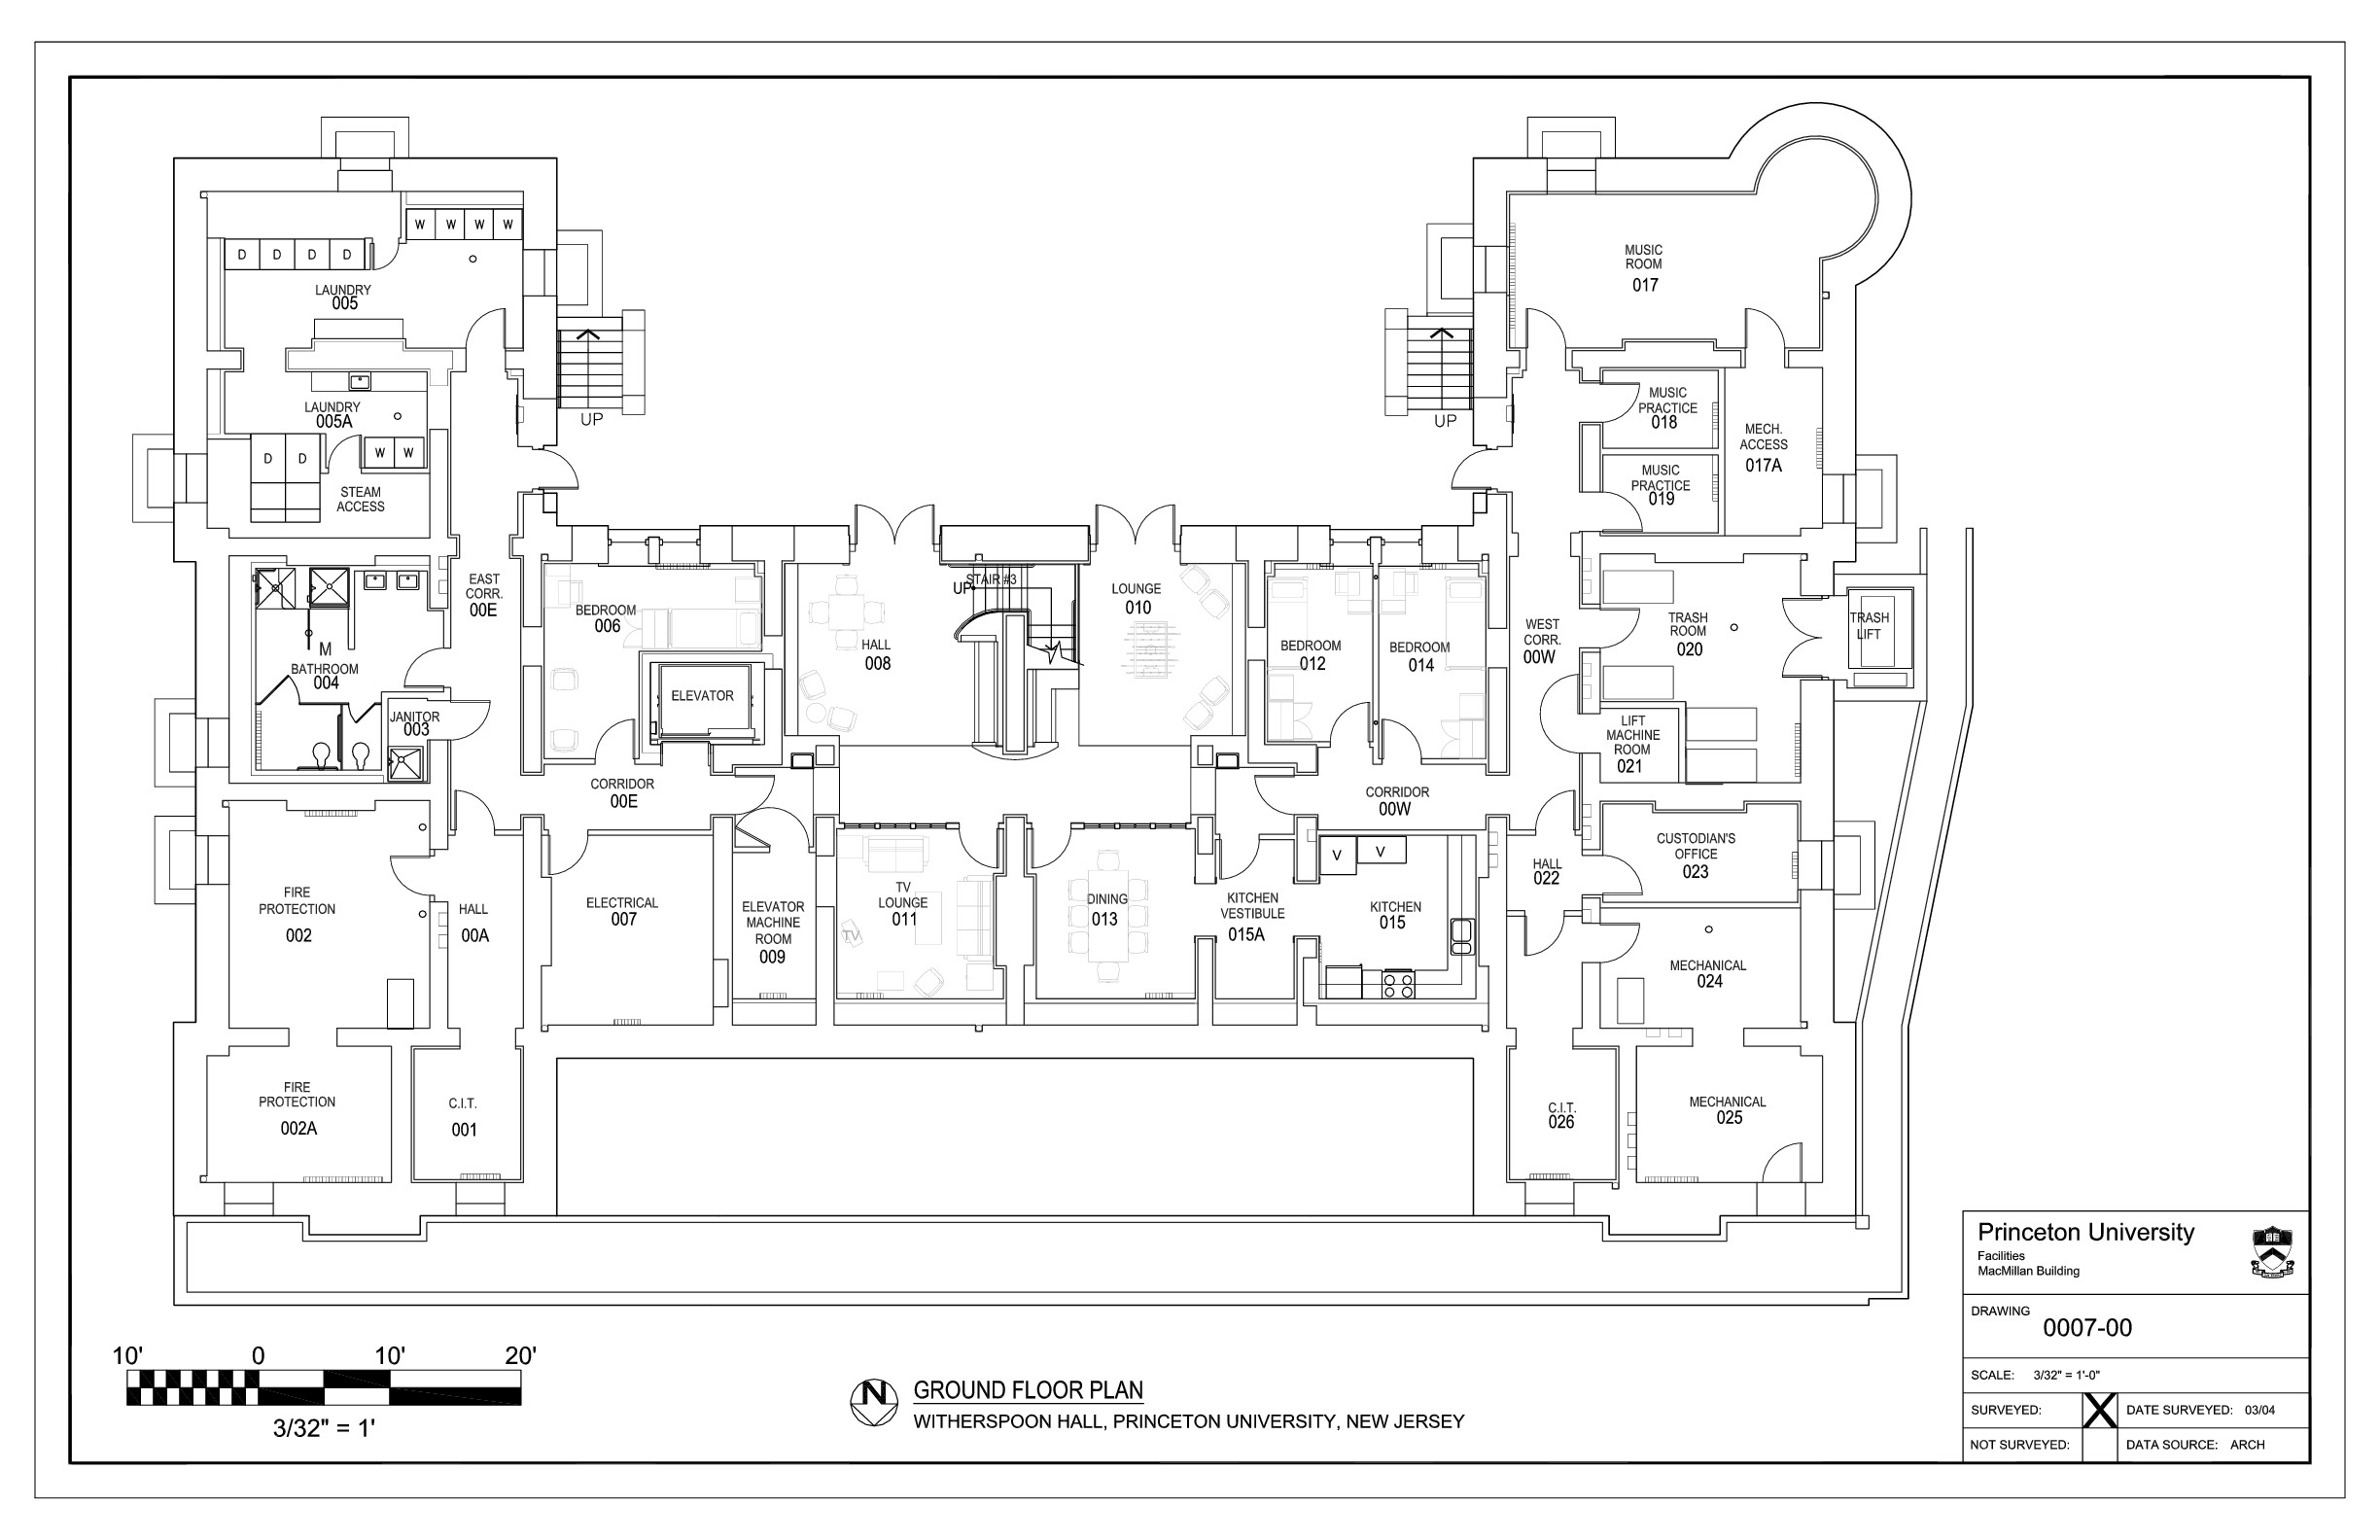 W W W W
D D D D
LAUNDRY
005
UP
LAUNDRY
005A
D D
W W
STEAM
ACCESS
MUSIC
ROOM
017
UP
MUSIC
PRACTICE
018
MECH.
ACCESS
017A
MUSIC
PRACTICE
019
EAST
CORR.
00E
BEDROOM
006
STAIR #3
UP
LOUNGE
010
HALL
008
ELEVATOR
M
BATHROOM
004
JANITOR
003
BEDROOM
012
BEDROOM
014
WEST
CORR.
00W
TRASH
ROOM
020
TRASH
LIFT
LIFT
MACHINE
ROOM
021
CORRIDOR
00E
CORRIDOR
00W
FIRE
PROTECTION
002
HALL
00A
ELECTRICAL
007
ELEVATOR
MACHINE
ROOM
009
TV
LOUNGE
011
TV
DINING
013
KITCHEN
VESTIBULE
015A
V V
KITCHEN
015
HALL
022
CUSTODIAN'S
OFFICE
023
MECHANICAL
024
FIRE
PROTECTION
002A
C.I.T.
001
C.I.T.
026
MECHANICAL
025
10' 0 10' 20'
3/32" = 1'
N
GROUND FLOOR PLAN
WITHERSPOON HALL, PRINCETON UNIVERSITY, NEW JERSEY
Princeton University
Facilities
MacMillan Building
DRAWING
0007-00
SCALE: 3/32" = 1'-0"
SURVEYED: X DATE SURVEYED: 03/04
NOT SURVEYED: DATA SOURCE: ARCH